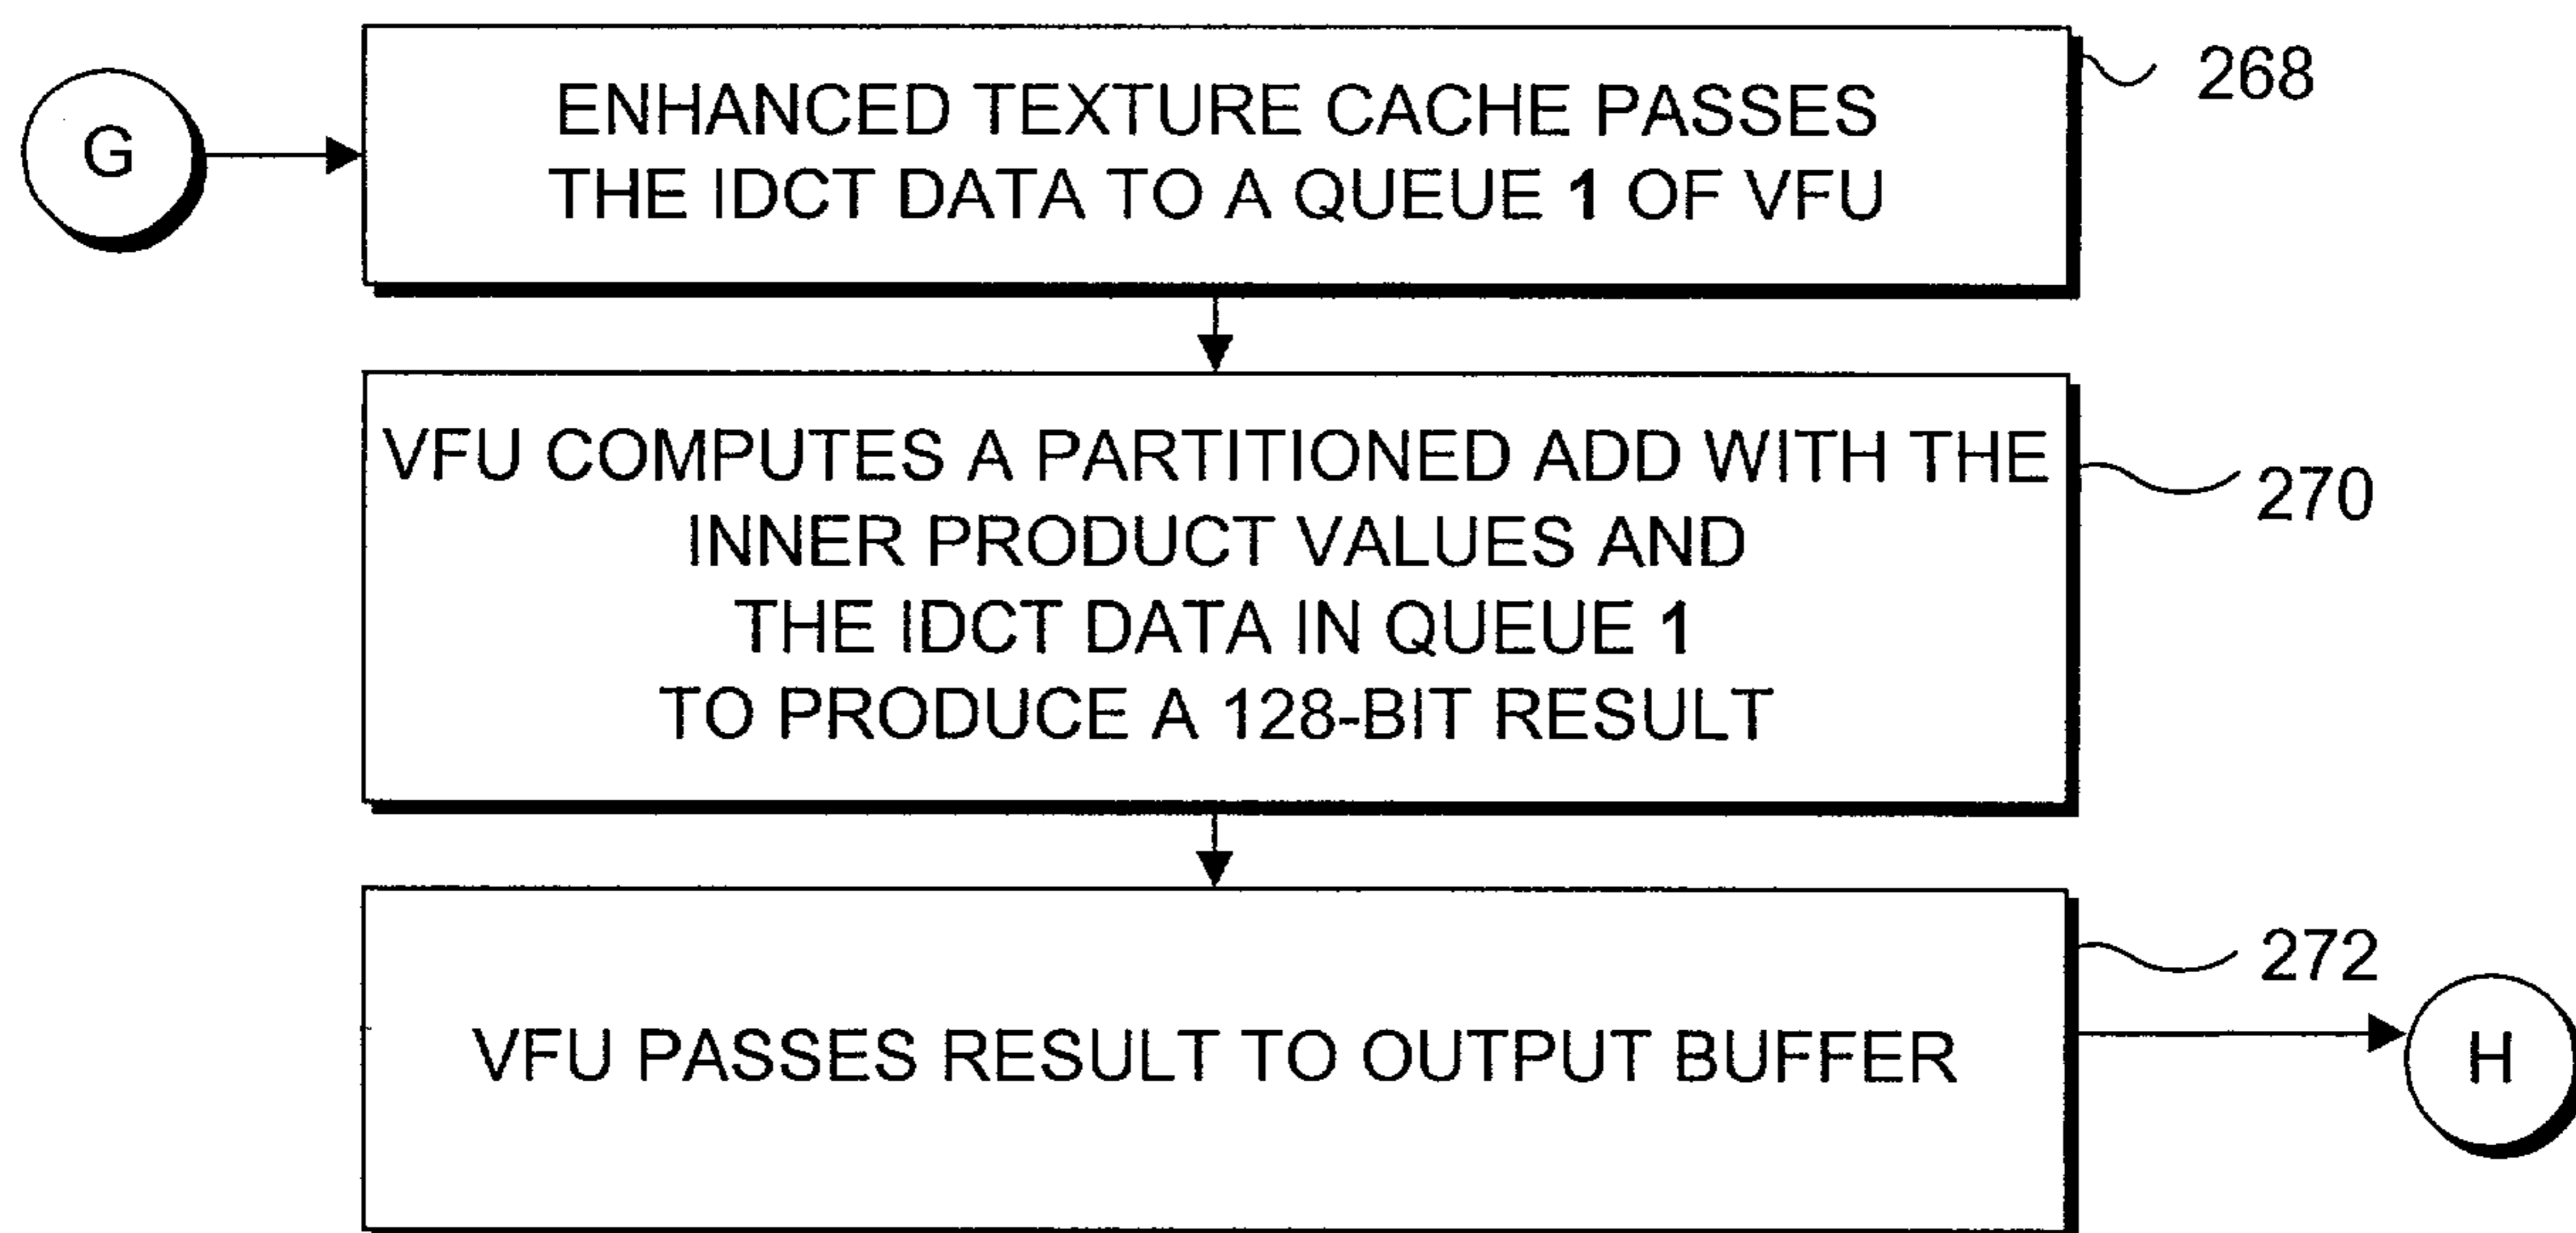 G
ENHANCED TEXTURE CACHE PASSES
THE IDCT DATA TO A QUEUE 1 OF VFU
268
VFU COMPUTES A PARTITIONED ADD WITH THE
INNER PRODUCT VALUES AND
THE IDCT DATA IN QUEUE 1
TO PRODUCE A 128-BIT RESULT
270
VFU PASSES RESULT TO OUTPUT BUFFER
272
H